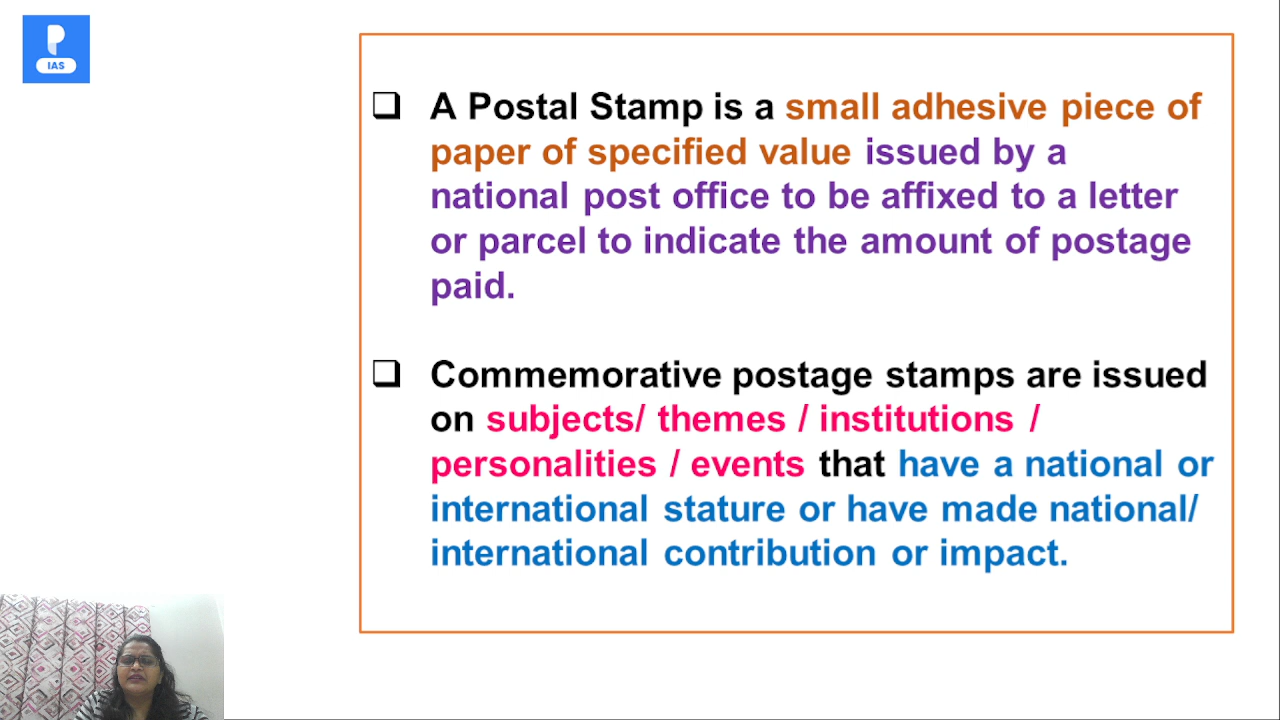 IAS
❑ A Postal Stamp is a small adhesive piece of
paper of specified value issued by a
national post office to be affixed to a letter
or parcel to indicate the amount of postage
paid.
❑ Commemorative postage stamps are issued
on subjects/ themes / institutions /
personalities / events that have a national or
international stature or have made national/
international contribution or impact.